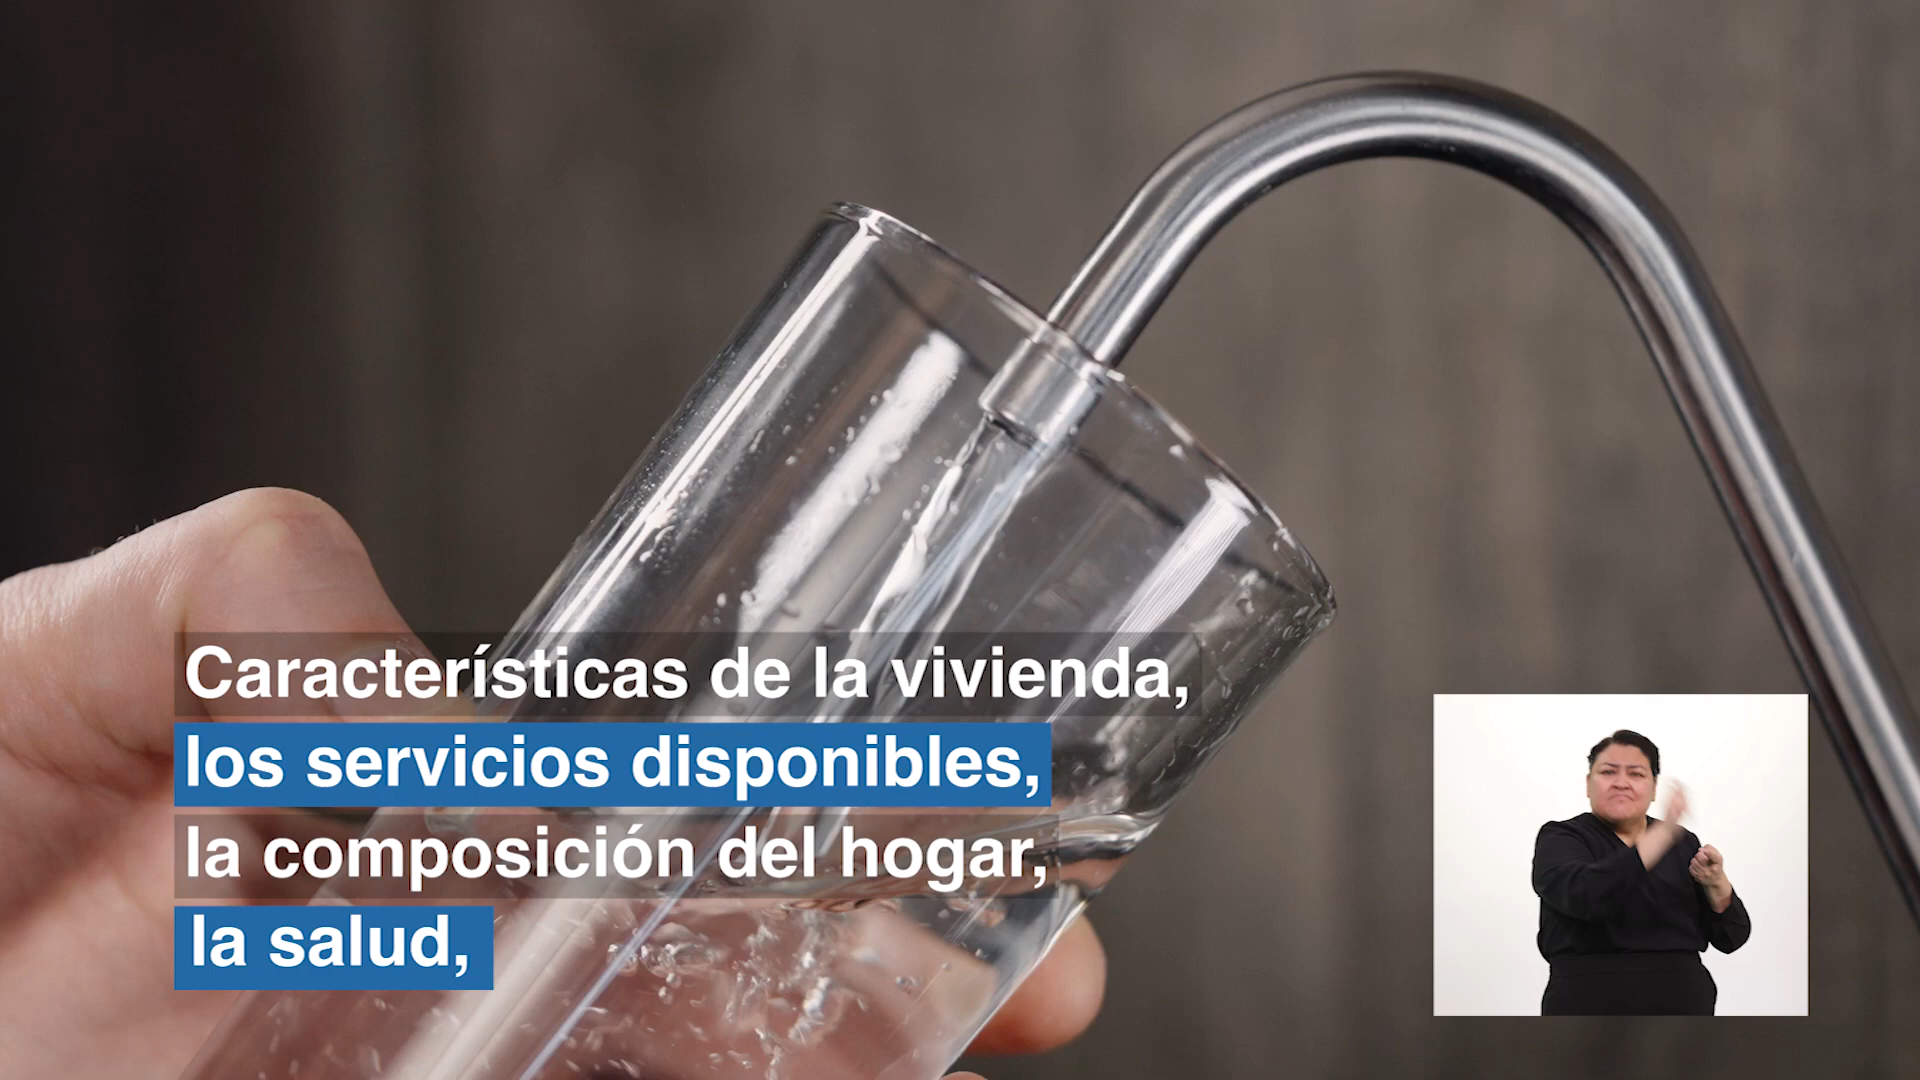 Características de la vivienda,
los servicios disponibles,
la composición del hogar,
la salud,